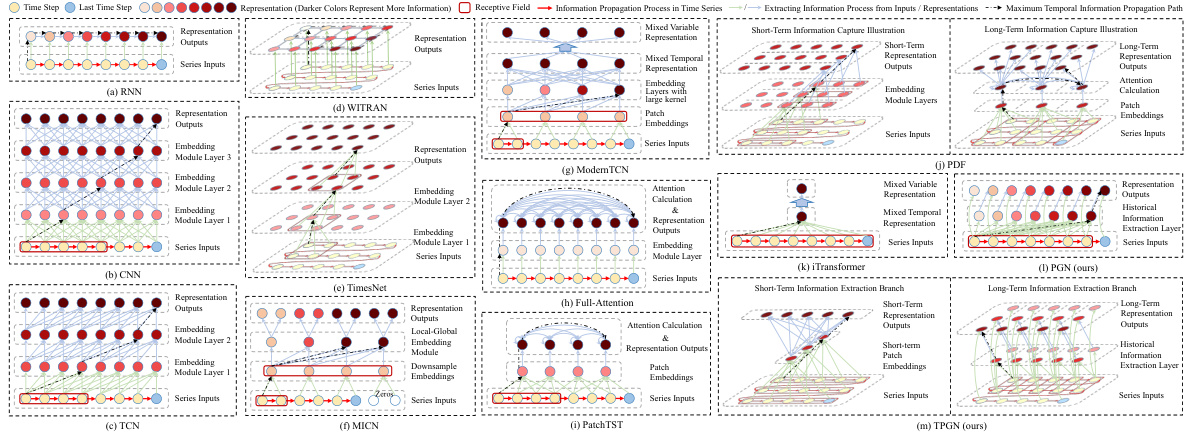 Time Step
Last Time Step
Representation (Darker Colors Represent More Information)
Receptive Field
Information Propagation Process in Time Series
Extracting Information Process from Inputs / Representations
Maximum Temporal Information Propagation Path
Representation
Outputs
Series Inputs
(a) RNN
Representation
Outputs
Embedding
Module Layer 3
Embedding
Module Layer 2
Embedding
Module Layer 1
Series Inputs
(b) CNN
Representation
Outputs
Embedding
Module Layer 2
Embedding
Module Layer 1
Series Inputs
(c) TCN
Representation
Outputs
Series Inputs
(d) WITRAN
Representation
Outputs
Embedding
Module Layer 2
Embedding
Module Layer 1
Series Inputs
(e) TimesNet
Representation
Outputs
Local-Global
Embedding
Module
Downsample
Embeddings
Zeros
Series Inputs
(f) MICN
Mixed Variable
Representation
Mixed Temporal
Representation
Embedding
Layers with
large kernel
Patch
Embeddings
Series Inputs
(g) ModernTCN
Attention
Calculation
&
Representation
Outputs
Embedding
Module Layer
Series Inputs
(h) Full-Attention
Attention Calculation
&
Representation Outputs
Patch
Embeddings
Series Inputs
(i) PatchTST
Short-Term Information Capture Illustration
Short-Term
Representation
Outputs
Embedding
Module Layers
Series Inputs
Long-Term Information Capture Illustration
Long-Term
Representation
Outputs
Attention
Calculation
Patch
Embeddings
Series Inputs
(j) PDF
Mixed Variable
Representation
Mixed Temporal
Representation
Series Inputs
(k) iTransformer
Representation
Outputs
Historical
Information
Extraction Layer
Series Inputs
(l) PGN (ours)
Short-Term Information Extraction Branch
Short-Term
Representation
Outputs
Short-term
Patch
Embeddings
Series Inputs
Long-Term Information Extraction Branch
Long-Term
Representation
Outputs
Historical
Information
Extraction Layer
Series Inputs
(m) TPGN (ours)